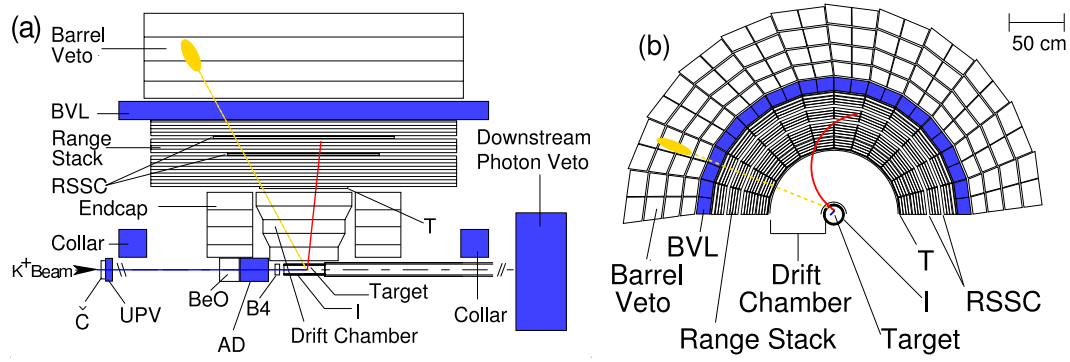 (a)
Barrel
Veto
BVL
Range
Stack
RSSC
Endcap
Collar
K+Beam
Č
UPV
BeO
AD
B4
I
Target
Drift Chamber
T
Collar
Downstream
Photon Veto
(b)
50 cm
BVL
Barrel
Veto
Drift
Chamber
Range Stack
T
I
RSSC
Target